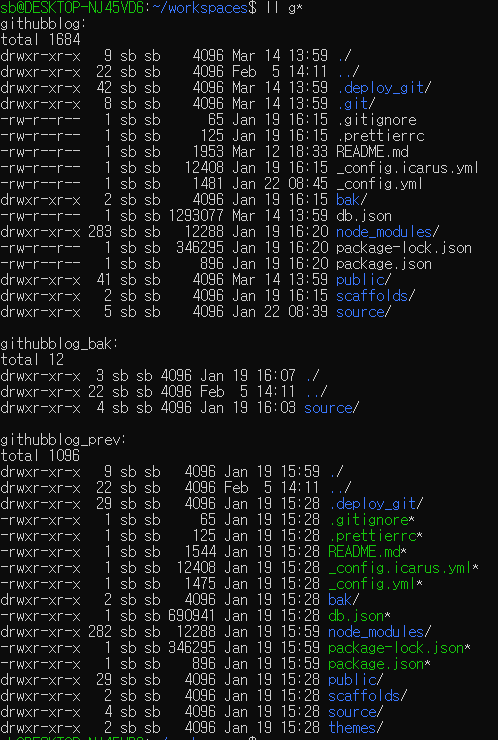 sb@DESKTOP-NJ45VD6:~/workspaces$ ll g*
githubblog:
total 1684
drwxr-xr-x  9 sb sb    4096 Mar 14 13:59 ./
drwxr-xr-x  22 sb sb    4096 Feb  5 14:11 ../
drwxr-xr-x  42 sb sb    4096 Mar 14 13:59 .deploy_git/
drwxr-xr-x   8 sb sb    4096 Mar 14 13:59 .git/
-rw-r--r--   1 sb sb      65 Jan 19 16:15 .gitignore
-rw-r--r--   1 sb sb     125 Jan 19 16:15 .prettierrc
-rw-r--r--   1 sb sb    1953 Mar 12 18:33 README.md
-rw-r--r--   1 sb sb   12408 Jan 19 16:15 _config.icarus.yml
-rw-r--r--   1 sb sb    1481 Jan 22 08:45 _config.yml
drwxr-xr-x   2 sb sb    4096 Jan 19 16:15 bak/
-rw-r--r--   1 sb sb 1293077 Mar 14 13:59 db.json
drwxr-xr-x 283 sb sb   12288 Jan 19 16:20 node_modules/
-rw-r--r--   1 sb sb  346295 Jan 19 16:20 package-lock.json
-rw-r--r--   1 sb sb     896 Jan 19 16:20 package.json
drwxr-xr-x  41 sb sb    4096 Mar 14 13:59 public/
drwxr-xr-x   2 sb sb    4096 Jan 19 16:15 scaffolds/
drwxr-xr-x   5 sb sb    4096 Jan 22 08:39 source/
githubblog_bak:
total 12
drwxr-xr-x  3 sb sb 4096 Jan 19 16:07 ./
drwxr-xr-x 22 sb sb 4096 Feb  5 14:11 ../
drwxr-xr-x  4 sb sb 4096 Jan 19 16:03 source/
githubblog_prev:
total 1096
drwxr-xr-x   9 sb sb   4096 Jan 19 15:59 ./
drwxr-xr-x  22 sb sb   4096 Feb  5 14:11 ../
drwxr-xr-x  29 sb sb   4096 Jan 19 15:28 .deploy_git/
-rwxr-xr-x   1 sb sb     65 Jan 19 15:28 .gitignore*
-rwxr-xr-x   1 sb sb    125 Jan 19 15:28 .prettierrc*
-rwxr-xr-x   1 sb sb   1544 Jan 19 15:28 README.md*
-rwxr-xr-x   1 sb sb  12408 Jan 19 15:28 _config.icarus.yml*
-rwxr-xr-x   1 sb sb   1475 Jan 19 15:28 _config.yml*
drwxr-xr-x   2 sb sb   4096 Jan 19 15:28 bak/
-rwxr-xr-x   1 sb sb 690941 Jan 19 15:28 db.json*
drwxr-xr-x 282 sb sb  12288 Jan 19 15:59 node_modules/
-rwxr-xr-x   1 sb sb 346295 Jan 19 15:59 package-lock.json*
-rwxr-xr-x   1 sb sb    896 Jan 19 15:59 package.json*
drwxr-xr-x  29 sb sb   4096 Jan 19 15:28 public/
drwxr-xr-x   2 sb sb   4096 Jan 19 15:28 scaffolds/
drwxr-xr-x   4 sb sb   4096 Jan 19 15:28 source/
drwxr-xr-x   2 sb sb   4096 Jan 19 15:28 themes/